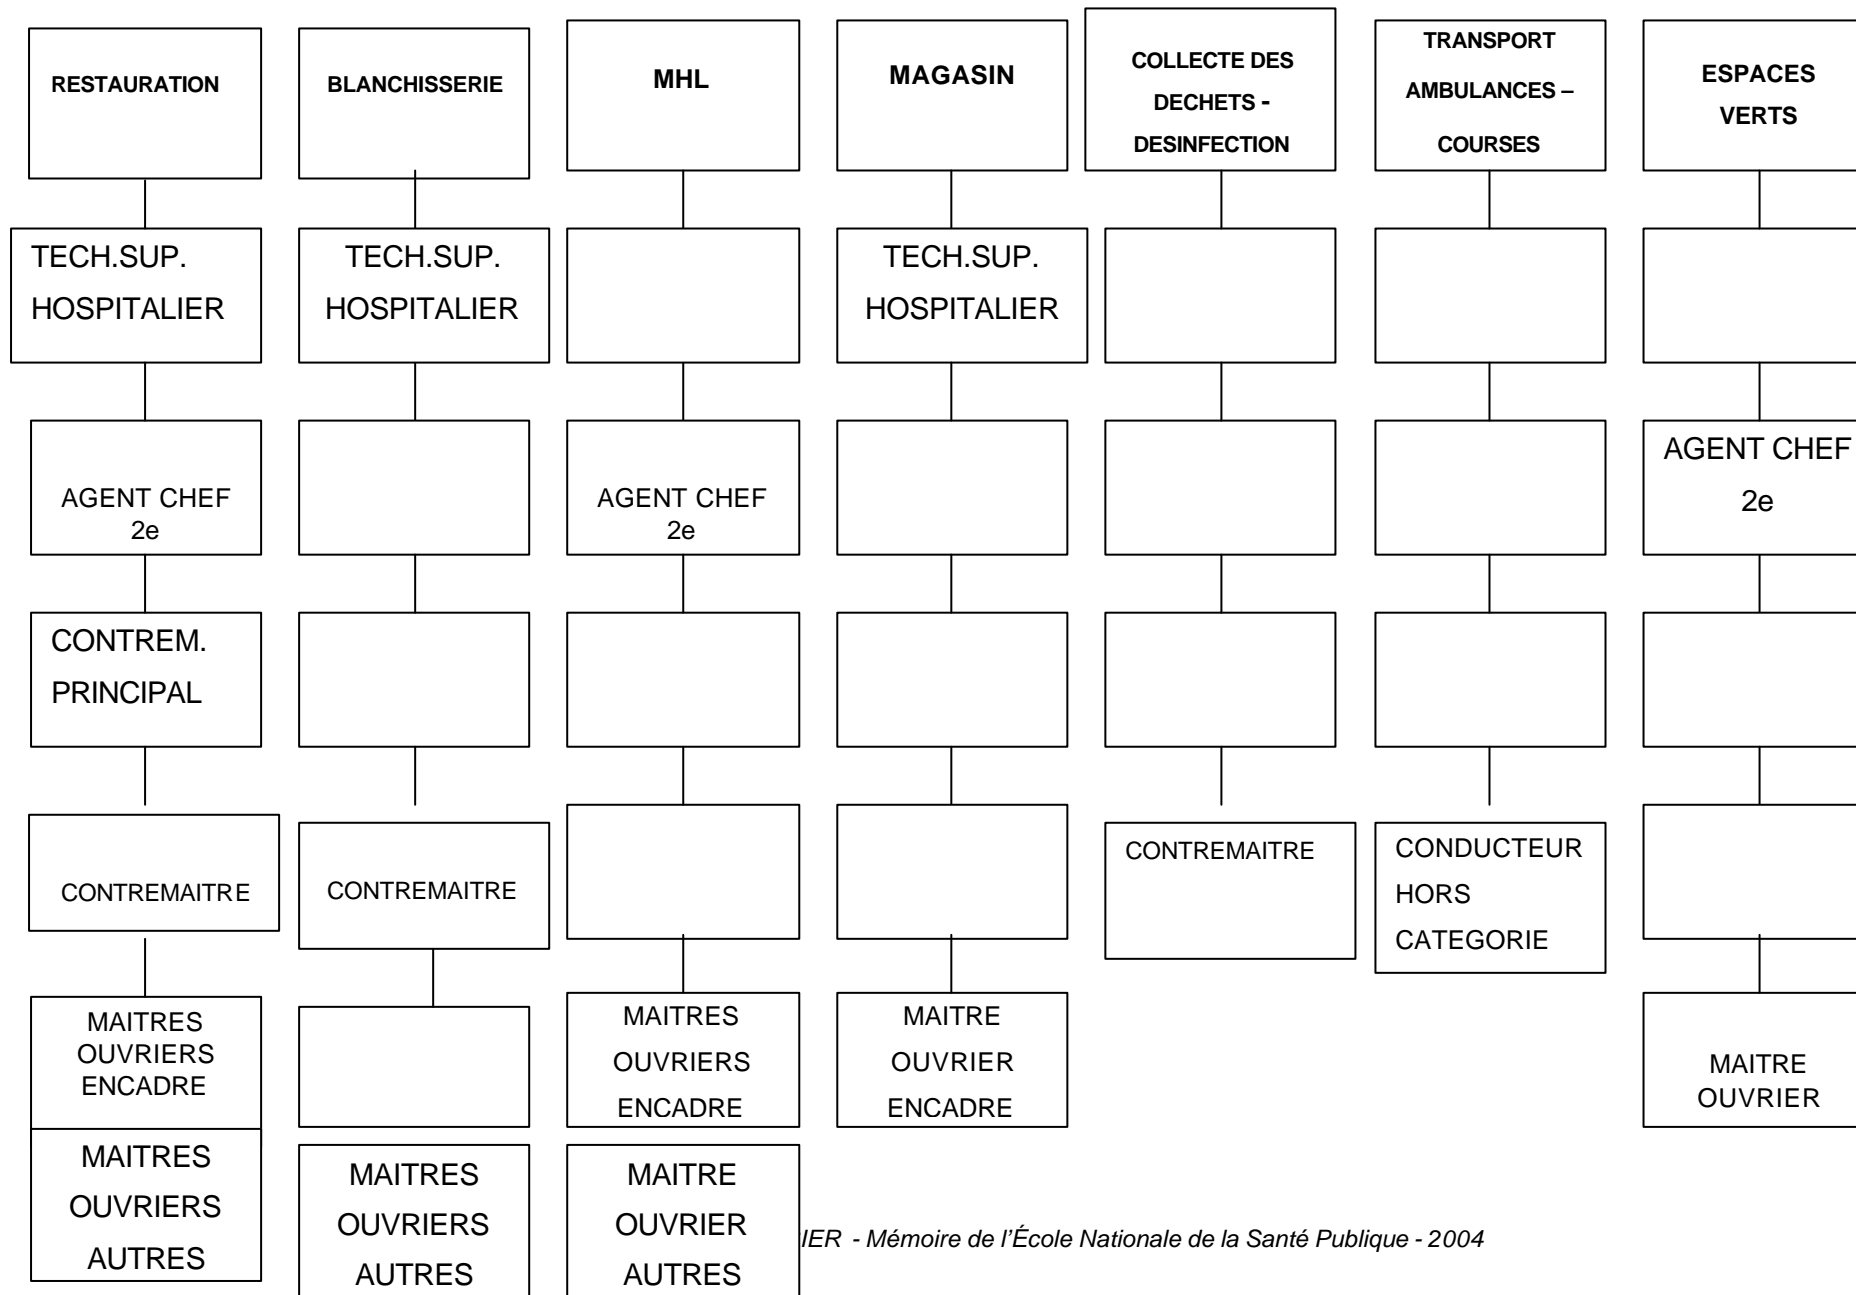 RESTAURATION
BLANCHISSERIE
MHL
MAGASIN
COLLECTE DES
DECHETS -
DESINFECTION
TRANSPORT
AMBULANCES –
COURSES
ESPACES
VERTS
TECH.SUP.
HOSPITALIER
TECH.SUP.
HOSPITALIER
TECH.SUP.
HOSPITALIER
AGENT CHEF
2e
AGENT CHEF
2e
AGENT CHEF
2e
CONTREM.
PRINCIPAL
CONTREMAITRE
CONTREMAITRE
CONTREMAITRE
CONDUCTEUR
HORS
CATEGORIE
MAITRES
OUVRIERS
ENCADRE
MAITRES
OUVRIERS
ENCADRE
MAITRE
OUVRIER
ENCADRE
MAITRE
OUVRIER
MAITRES
OUVRIERS
AUTRES
MAITRES
OUVRIERS
AUTRES
MAITRE
OUVRIER
AUTRES
IER - Mémoire de l'École Nationale de la Santé Publique - 2004